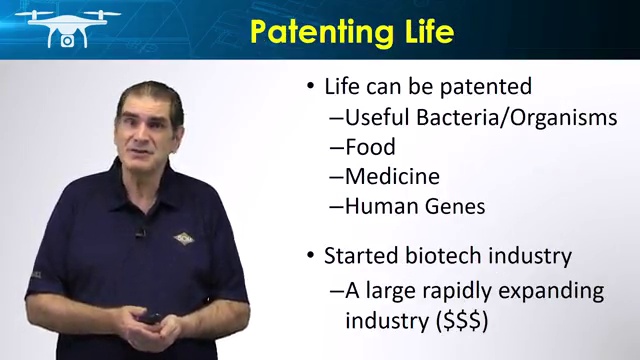 Patenting Life
• Life can be patented
–Useful Bacteria/Organisms
–Food
–Medicine
–Human Genes
• Started biotech industry
–A large rapidly expanding
industry ($$$)